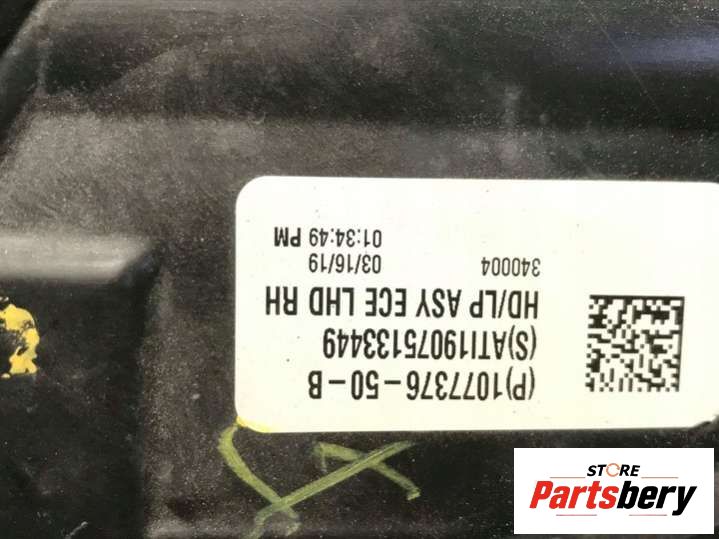 (P)1077376-50-B
(S)ATI19075133449
HD/LP ASY ECE LHD RH
340004 03/16/19
01:34:49 PM
STORE
Partsbery